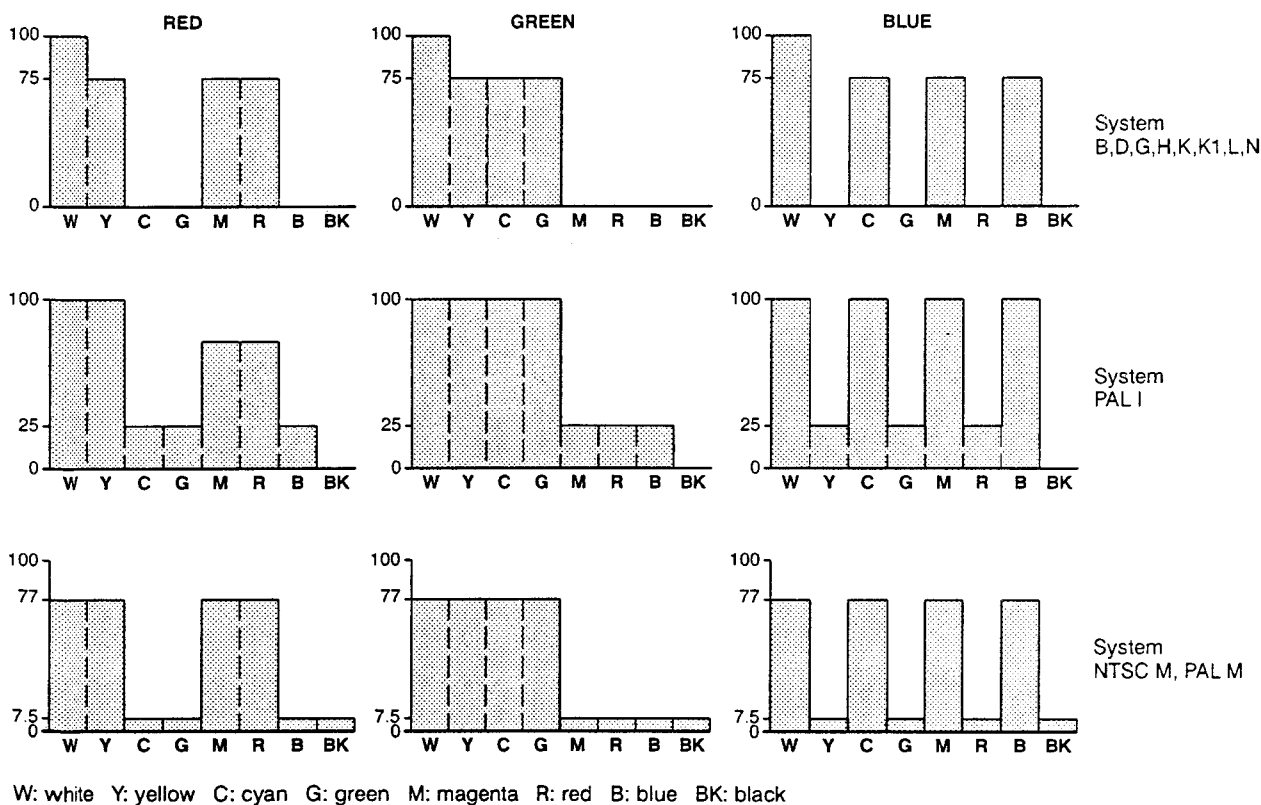 RED GREEN BLUE
100
75
0
W Y C G M R B BK
100
75
0
W Y C G M R B BK
100
75
0
W Y C G M R B BK
System
B,D,G,H,K,K1,L,N
100
25
0
W Y C G M R B BK
100
25
0
W Y C G M R B BK
100
25
0
W Y C G M R B BK
System
PAL I
100
77
7.5
0
W Y C G M R B BK
100
77
7.5
0
W Y C G M R B BK
100
77
7.5
0
W Y C G M R B BK
System
NTSC M, PAL M
W: white Y: yellow C: cyan G: green M: magenta R: red B: blue BK: black